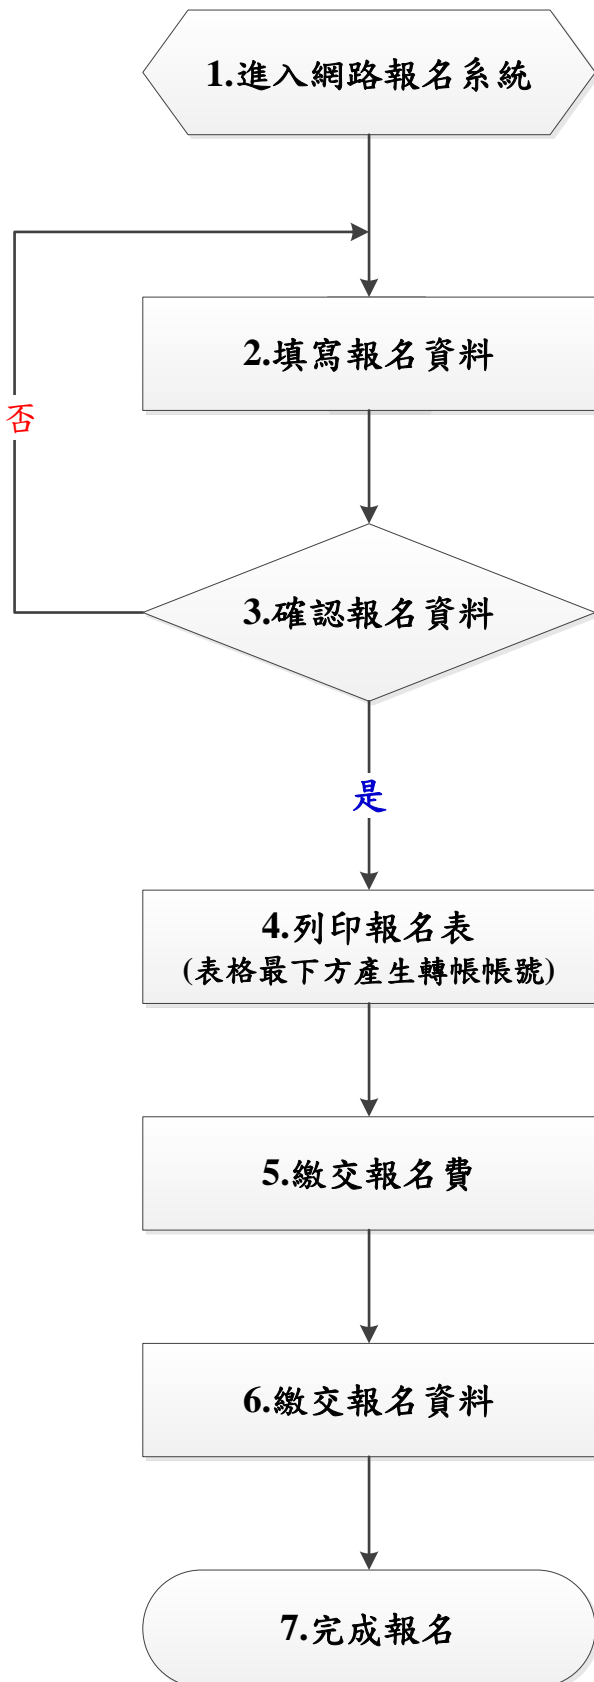 1.進入網路報名系統
2.填寫報名資料
否
3.確認報名資料
是
4.列印報名表
(表格最下方產生轉帳帳號)
5.繳交報名費
6.繳交報名資料
7.完成報名